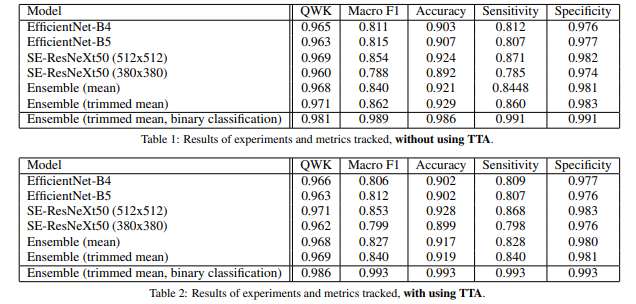 Model QWK Macro F1 Accuracy Sensitivity Specificity
EfficientNet-B4 0.965 0.811 0.903 0.812 0.976
EfficientNet-B5 0.963 0.815 0.907 0.807 0.977
SE-ResNeXt50 (512x512) 0.969 0.854 0.924 0.871 0.982
SE-ResNeXt50 (380x380) 0.960 0.788 0.892 0.785 0.974
Ensemble (mean) 0.968 0.840 0.921 0.8448 0.981
Ensemble (trimmed mean) 0.971 0.862 0.929 0.860 0.983
Ensemble (trimmed mean, binary classification) 0.981 0.989 0.986 0.991 0.991
Table 1: Results of experiments and metrics tracked, without using TTA.
Model QWK Macro F1 Accuracy Sensitivity Specificity
EfficientNet-B4 0.966 0.806 0.902 0.809 0.977
EfficientNet-B5 0.963 0.812 0.902 0.807 0.976
SE-ResNeXt50 (512x512) 0.971 0.853 0.928 0.868 0.983
SE-ResNeXt50 (380x380) 0.962 0.799 0.899 0.798 0.976
Ensemble (mean) 0.968 0.827 0.917 0.828 0.980
Ensemble (trimmed mean) 0.969 0.840 0.919 0.840 0.981
Ensemble (trimmed mean, binary classification) 0.986 0.993 0.993 0.993 0.993
Table 2: Results of experiments and metrics tracked, with using TTA.